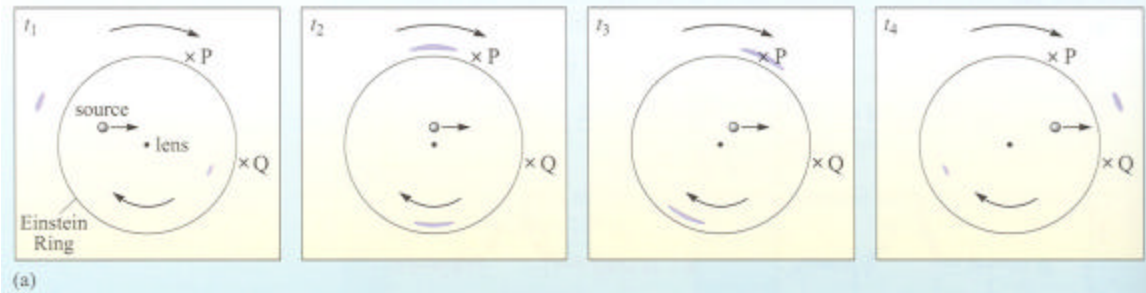 t₁
× P
source
lens
× Q
Einstein
Ring
t₂
× P
× Q
t₃
× P
× Q
t₄
× P
× Q
(a)